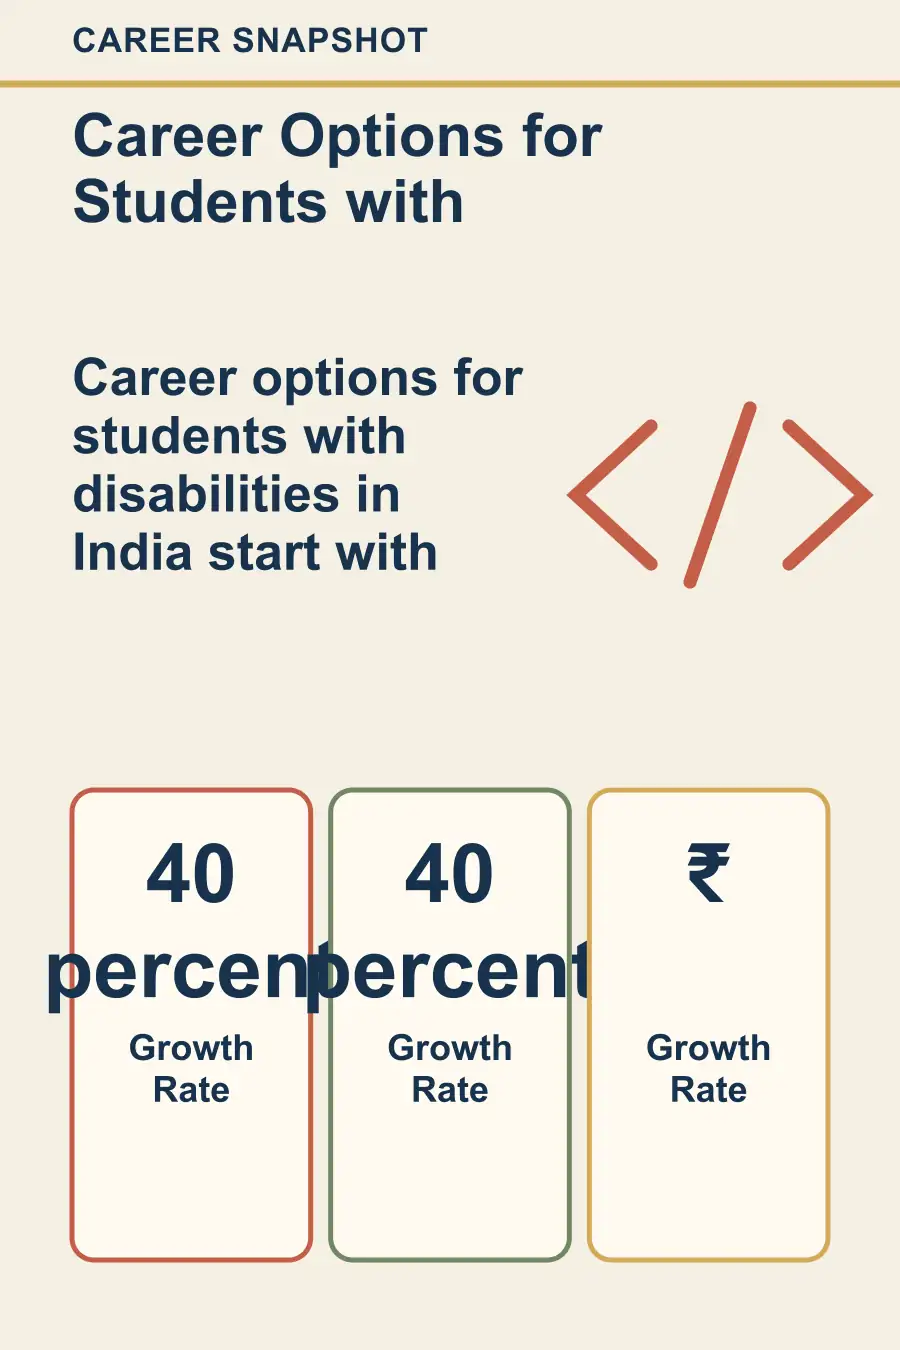 CAREER SNAPSHOT
Career Options for
Students with
Career options for
students with
disabilities in
India start with
</>
40
percent
Growth
Rate
40
percent
Growth
Rate
₹
Growth
Rate